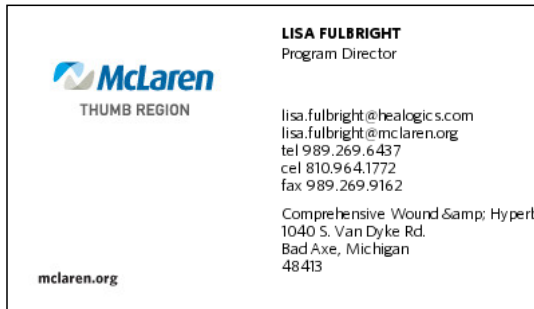 McLaren
THUMB REGION
mclaren.org
LISA FULBRIGHT
Program Director
lisa.fulbright@healogics.com
lisa.fulbright@mclaren.org
tel 989.269.6437
cel 810.964.1772
fax 989.269.9162
Comprehensive Wound &amp; Hyperb
1040 S. Van Dyke Rd.
Bad Axe, Michigan
48413